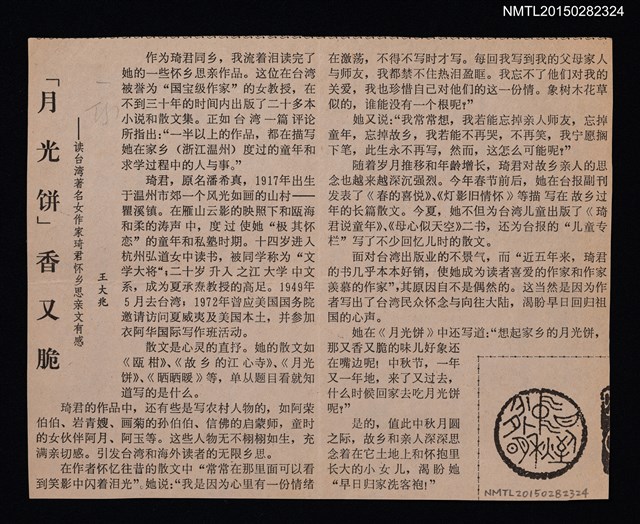 NMTL20150282324
「月光饼」香又脆
——读台湾著名女作家琦君怀乡思亲文有感
王大兆
作为琦君同乡，我流着泪读完了
她的一些怀乡思亲作品。这位在台湾
被誉为“国宝级作家”的女教授，在
不到三十年的时间内出版了二十多本
小说和散文集。正如台湾一篇评论
所指出：“一半以上的作品，都在描写
她在家乡（浙江温州）度过的童年和
求学过程中的人与事。”
琦君，原名潘希真，1917年出生
于温州市郊一个风光如画的山村——
瞿溪镇。在雁山云影的映照下和瓯海
和柔的涛声中，度过使她“极其怀
恋”的童年和私塾时期。十四岁进入
杭州弘道女中读书，被同学称为“文
学大将”；二十岁升入之江大学中文
系，成为夏承焘教授的高足。1949年
5月去台湾；1972年曾应美国国务院
邀请访问夏威夷及美国本土，并参加
衣阿华国际写作班活动。
散文是心灵的直抒。她的散文如
《瓯柑》、《故乡的江心寺》、《月光
饼》、《晒晒暖》等，单从题目看就知
道写的是什么。
琦君的作品中，还有些是写农村人物的，如阿荣
伯伯、岩青嫂、画菊的孙伯伯、信佛的启蒙师，童时
的女伙伴阿月、阿玉等。这些人物无不栩栩如生，充
满亲切感。引发台湾和海外读者的无限乡思。
在作者怀忆往昔的散文中“常常在那里面可以看
到笑影中闪着泪光”。她说：“我是因为心里有一份情绪
在激荡，不得不写时才写。每回我写到我的父母家人
与师友，我都禁不住热泪盈眶。我忘不了他们对我的
关爱，我也珍惜自己对他们的这一份情。象树木花草
似的，谁能没有一个根呢！”
她又说：“我常常想，我若能忘掉亲人师友，忘掉
童年，忘掉故乡，我若能不再哭，不再笑，我宁愿搁
下笔，此生永不再写，然而，这怎么可能呢！”
随着岁月推移和年龄增长，琦君对故乡亲人的思
念也越来越深沉强烈。今年春节前后，她在台报副刊
发表了《春的喜悦》、《灯影旧情怀》等描写在故乡过
年的长篇散文。今夏，她不但为台湾儿童出版了《琦
君说童年》、《母心似天空》二书，还为台报的“儿童专
栏”写了不少回忆儿时的散文。
面对台湾出版业的不景气，而“近五年来，琦君
的书几乎本本好销，使她成为读者喜爱的作家和作家
羡慕的作家”，其原因自不是偶然的。这当然是因为作
者写出了台湾民众怀念与向往大陆，渴盼早日回归祖国
的心声。
她在《月光饼》中还写道：“想起家乡的月光饼，
那又香又脆的味儿好象还
在嘴边呢！中秋节，一年
又一年地，来了又过去，
什么时候回家去吃月光饼
呢！”
是的，值此中秋月圆
之际，故乡和亲人深深思
念着在它土地上和怀抱里
长大的小女儿，渴盼她
“早日归家洗客袍！”
NMTL20150282324